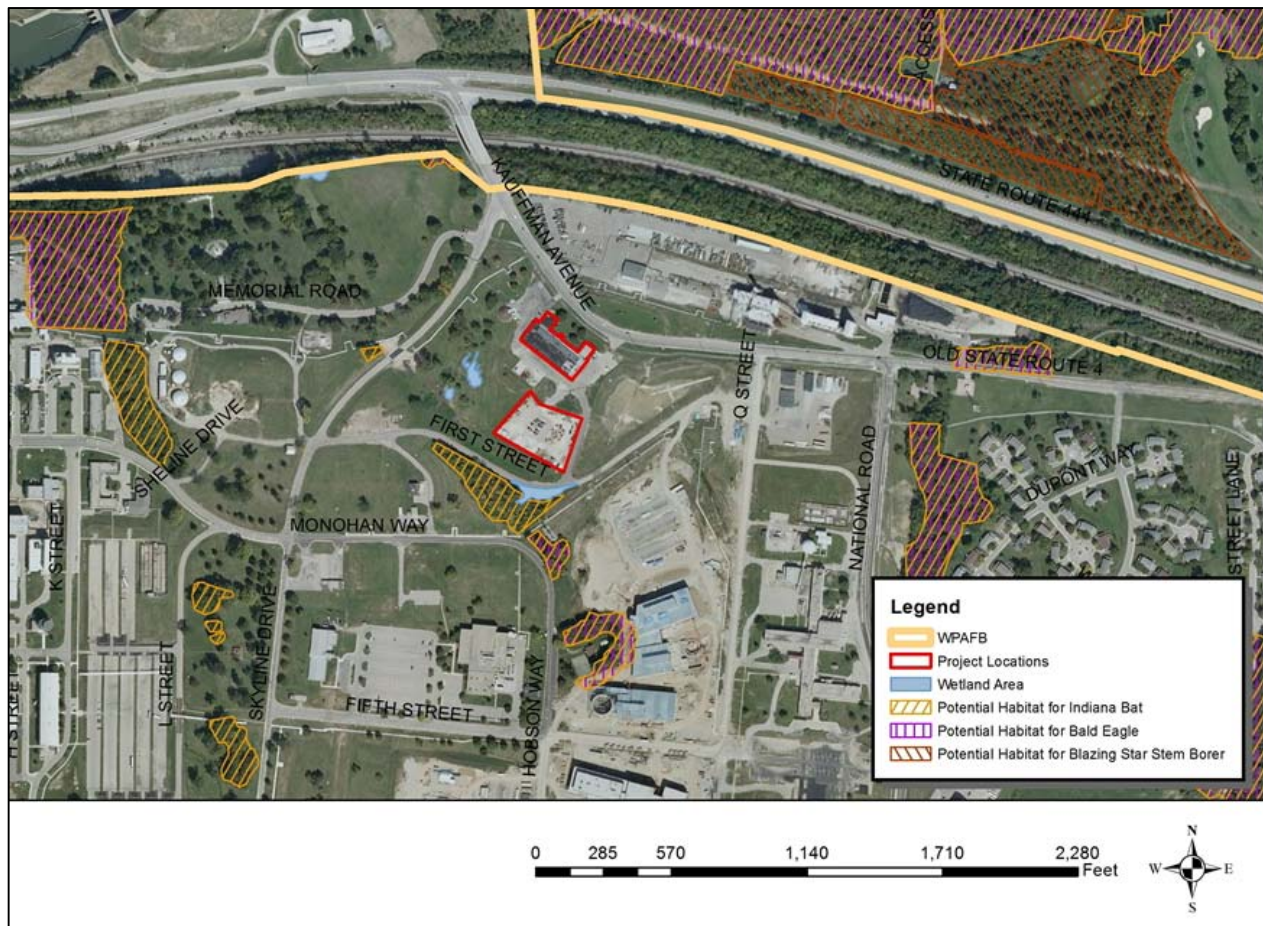 ACCESS
STATE ROUTE 444
KAUFFMAN AVENUE
MEMORIAL ROAD
OLD STATE ROUTE 4
Q STREET
SHELINE DRIVE
FIRST STREET
NATIONAL ROAD
DUPONT WAY
STREET LANE
K STREET
MONOHAN WAY
L STREET
SKYLINE DRIVE
FIFTH STREET
HOBSON WAY
H STREET
Legend
WPAFB
Project Locations
Wetland Area
Potential Habitat for Indiana Bat
Potential Habitat for Bald Eagle
Potential Habitat for Blazing Star Stem Borer
0 285 570 1,140 1,710 2,280
Feet
N
W E
S